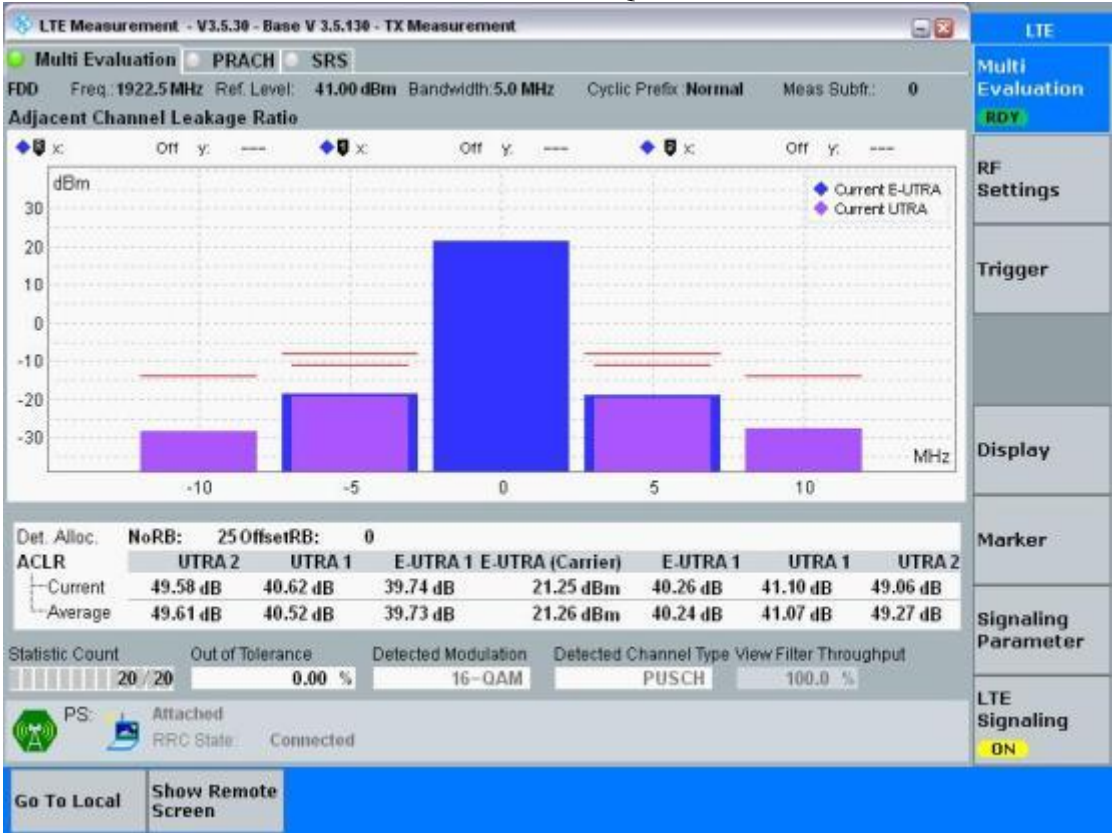 LTE Measurement - V3.5.30 - Base V 3.5.130 - TX Measurement
LTE
Multi Evaluation PRACH SRS
Multi
Evaluation
RDY
FDD Freq.: 1922.5 MHz Ref. Level: 41.00 dBm Bandwidth: 5.0 MHz Cyclic Prefix: Normal Meas Subfr.: 0
Adjacent Channel Leakage Ratio
x: Off y: --- x: Off y: --- x: Off y: ---
dBm
Current E-UTRA
Current UTRA
30
20
10
0
-10
-20
-30
MHz
-10 -5 0 5 10
RF
Settings
Trigger
Display
Marker
Signaling
Parameter
LTE
Signaling
ON
Det. Alloc. NoRB: 25 OffsetRB: 0
ACLR UTRA 2 UTRA 1 E-UTRA 1 E-UTRA (Carrier) E-UTRA 1 UTRA 1 UTRA 2
Current 49.58 dB 40.62 dB 39.74 dB 21.25 dBm 40.26 dB 41.10 dB 49.06 dB
Average 49.61 dB 40.52 dB 39.73 dB 21.26 dBm 40.24 dB 41.07 dB 49.27 dB
Statistic Count Out of Tolerance Detected Modulation Detected Channel Type View Filter Throughput
20 / 20 0.00 % 16-QAM PUSCH 100.0 %
PS: Attached
RRC State: Connected
Go To Local
Show Remote
Screen